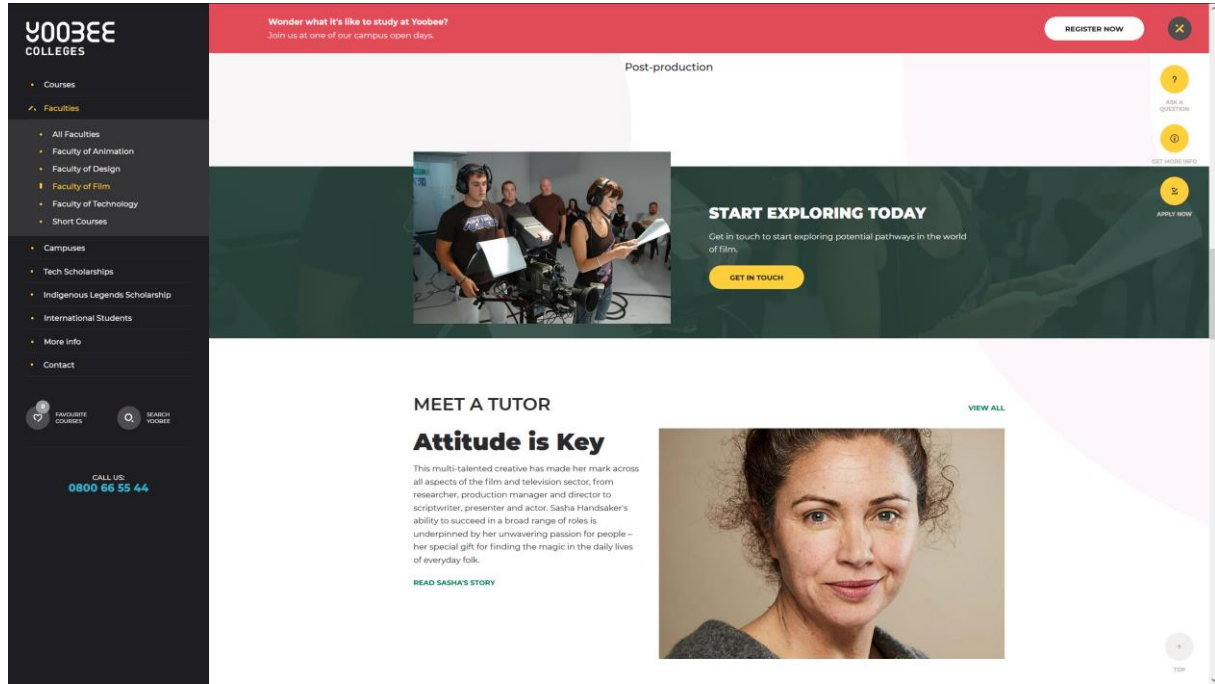 YOOBEE
COLLEGES
Courses
Faculties
All Faculties
Faculty of Animation
Faculty of Design
Faculty of Film
Faculty of Technology
Short Courses
Campuses
Tech Scholarships
Indigenous Legends Scholarship
International Students
More info
Contact
0
FAVOURITE
COURSES
SEARCH
YOOBEE
CALL US:
0800 66 55 44
Wonder what it's like to study at Yoobee?
Join us at one of our campus open days.
REGISTER NOW
Post-production
?
ASK A
QUESTION
GET MORE INFO
APPLY NOW
START EXPLORING TODAY
Get in touch to start exploring potential pathways in the world
of film.
GET IN TOUCH
MEET A TUTOR
VIEW ALL
Attitude is Key
This multi-talented creative has made her mark across
all aspects of the film and television sector, from
researcher, production manager and director to
scriptwriter, presenter and actor. Sasha Handsaker's
ability to succeed in a broad range of roles is
underpinned by her unwavering passion for people –
her special gift for finding the magic in the daily lives
of everyday folk.
READ SASHA'S STORY
TOP